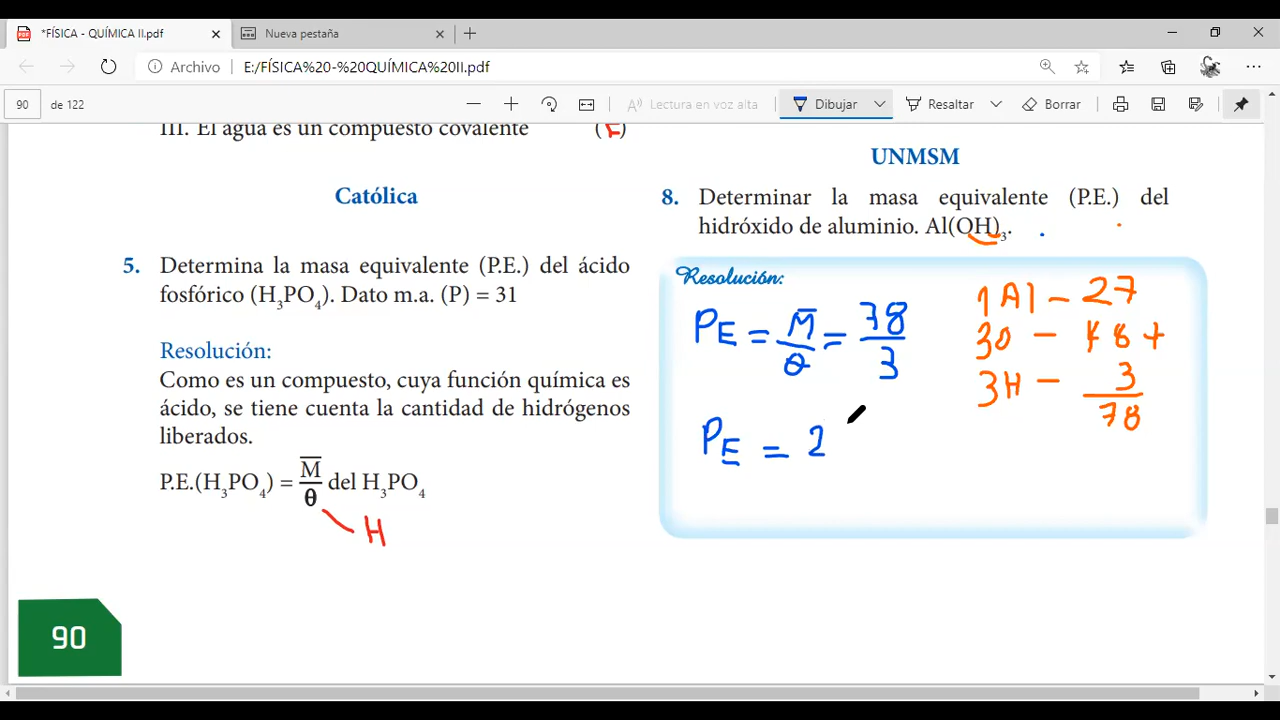 *FÍSICA - QUÍMICA II.pdf
Nueva pestaña
Archivo
E:/FÍSICA%20-%20QUÍMICA%20II.pdf
90 de 122
Lectura en voz alta
Dibujar
Resaltar
Borrar
III. El agua es un compuesto covalente (F)
Católica
5. Determina la masa equivalente (P.E.) del ácido
fosfórico (H₃PO₄). Dato m.a. (P) = 31
Resolución:
Como es un compuesto, cuya función química es
ácido, se tiene cuenta la cantidad de hidrógenos
liberados.
P.E.(H₃PO₄) = M̅/θ del H₃PO₄
H
90
UNMSM
8. Determinar la masa equivalente (P.E.) del
hidróxido de aluminio. Al(OH)₃.
Resolución:
PE = M̅/θ = 78/3
PE = 2
1Al - 27
3O - 48 +
3H - 3
78